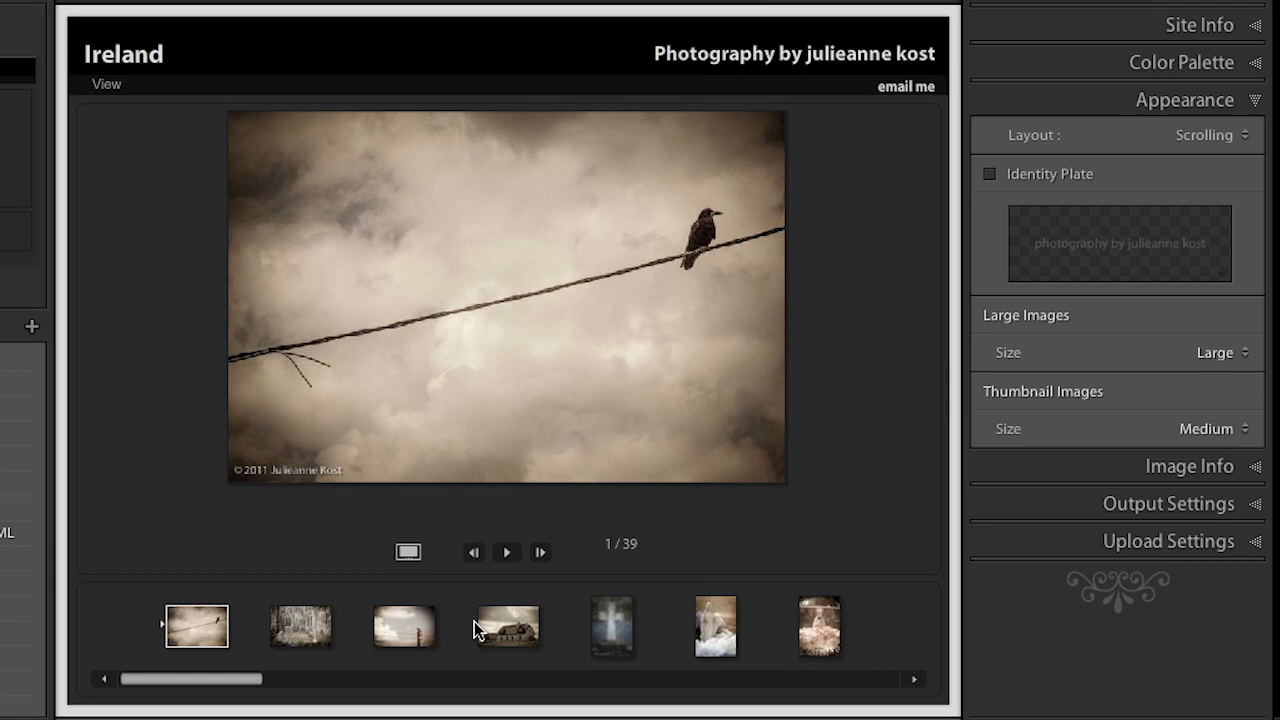 Ireland
Photography by julieanne kost
View
email me
© 2011 Julieanne Kost
1 / 39
ML
Site Info
Color Palette
Appearance
Layout : Scrolling
Identity Plate
photography by julieanne kost
Large Images
Size Large
Thumbnail Images
Size Medium
Image Info
Output Settings
Upload Settings